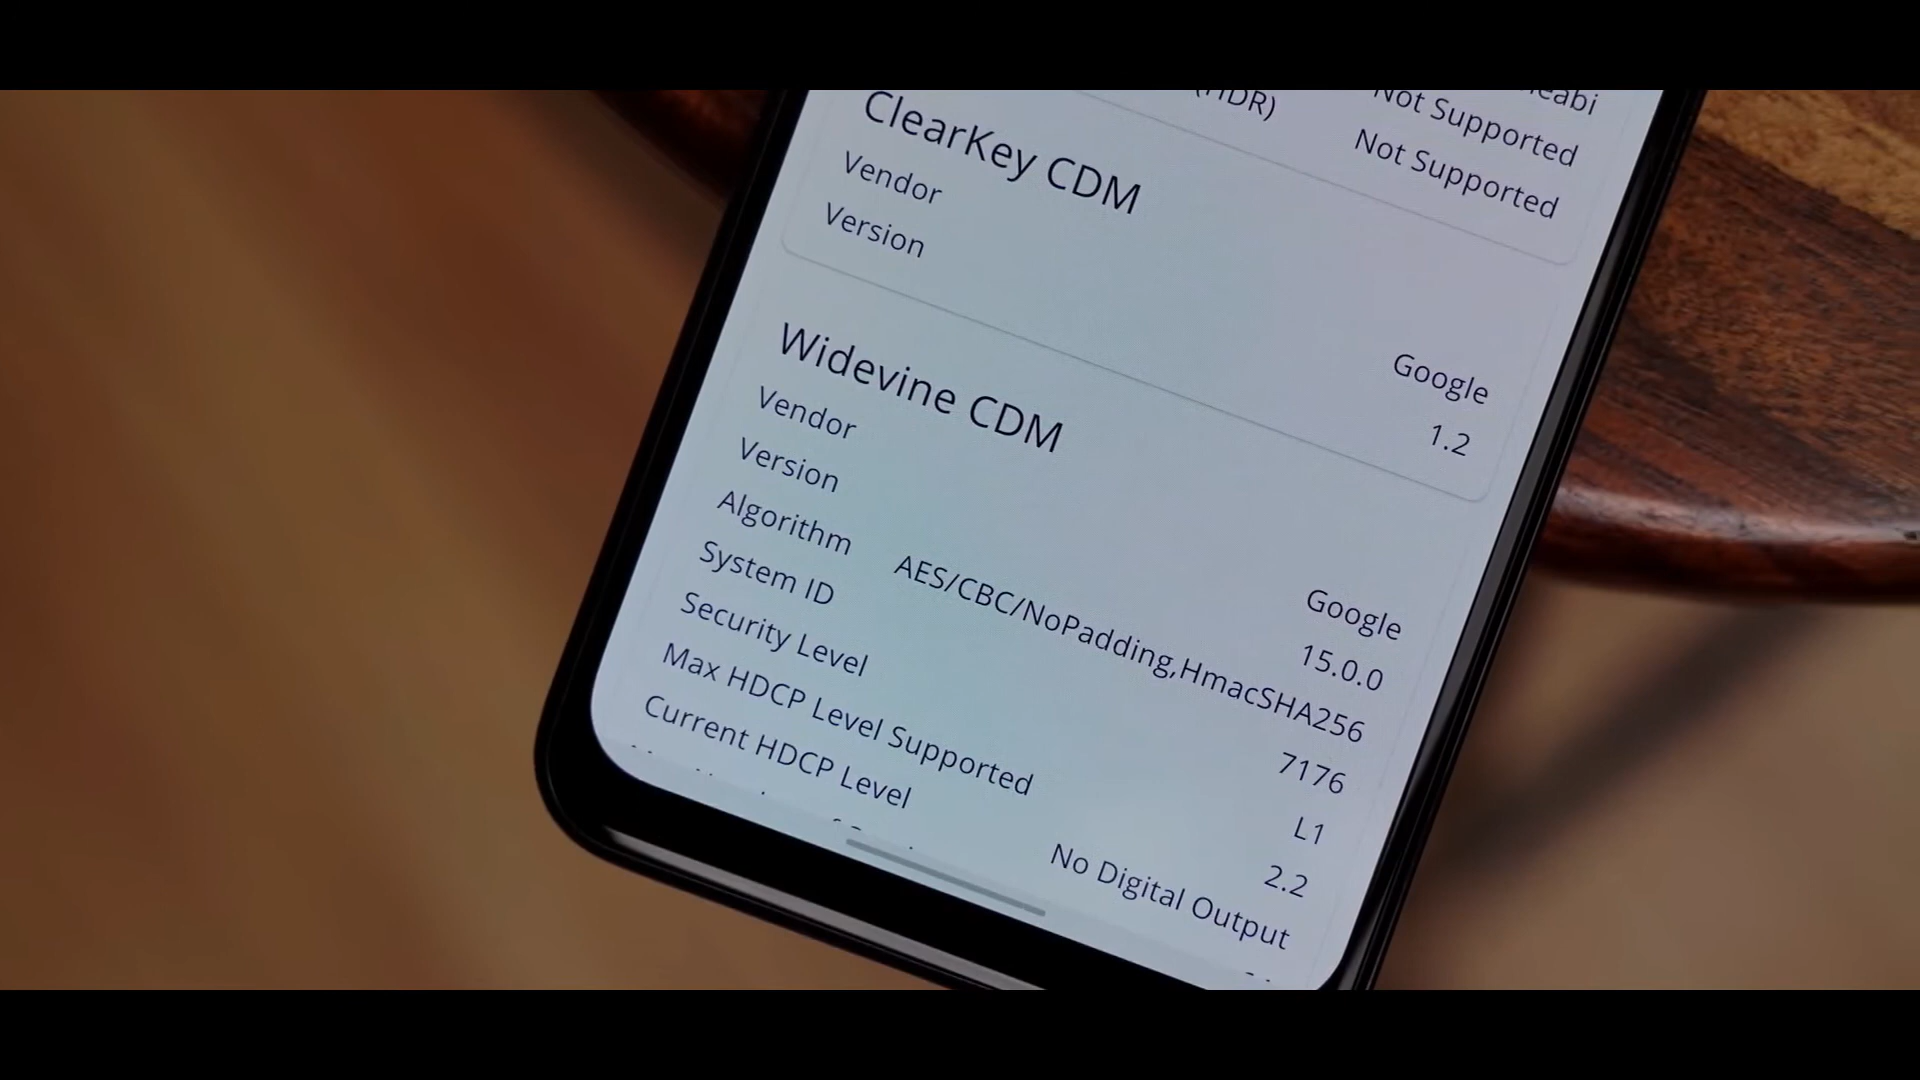 (HDR)
Not Supported
Not Supported
ClearKey CDM
Vendor Google
Version 1.2
Widevine CDM
Vendor Google
Version 15.0.0
Algorithm AES/CBC/NoPadding,HmacSHA256
System ID 7176
Security Level L1
Max HDCP Level Supported 2.2
Current HDCP Level No Digital Output